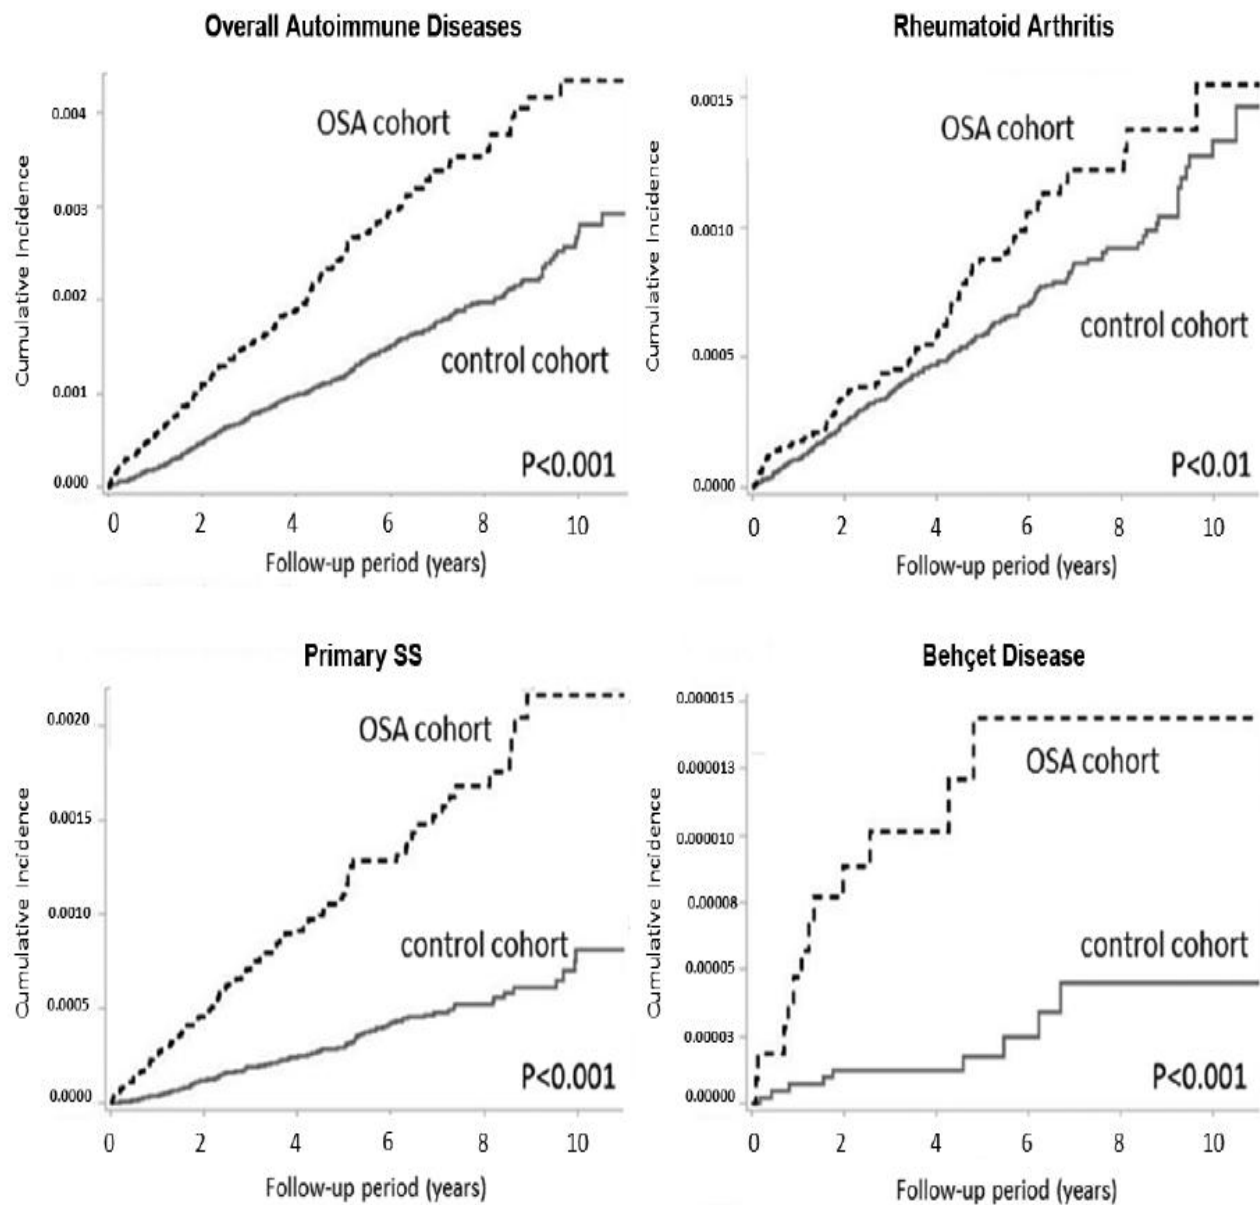 Overall Autoimmune Diseases
Cumulative Incidence
0.004
0.003
0.002
0.001
0.000
OSA cohort
control cohort
P<0.001
0 2 4 6 8 10
Follow-up period (years)
Rheumatoid Arthritis
Cumulative Incidence
0.0015
0.0010
0.0005
0.0000
OSA cohort
control cohort
P<0.01
0 2 4 6 8 10
Follow-up period (years)
Primary SS
Cumulative Incidence
0.0020
0.0015
0.0010
0.0005
0.0000
OSA cohort
control cohort
P<0.001
0 2 4 6 8 10
Follow-up period (years)
Behçet Disease
Cumulative Incidence
0.000015
0.000013
0.000010
0.00008
0.00005
0.00003
0.00000
OSA cohort
control cohort
P<0.001
0 2 4 6 8 10
Follow-up period (years)